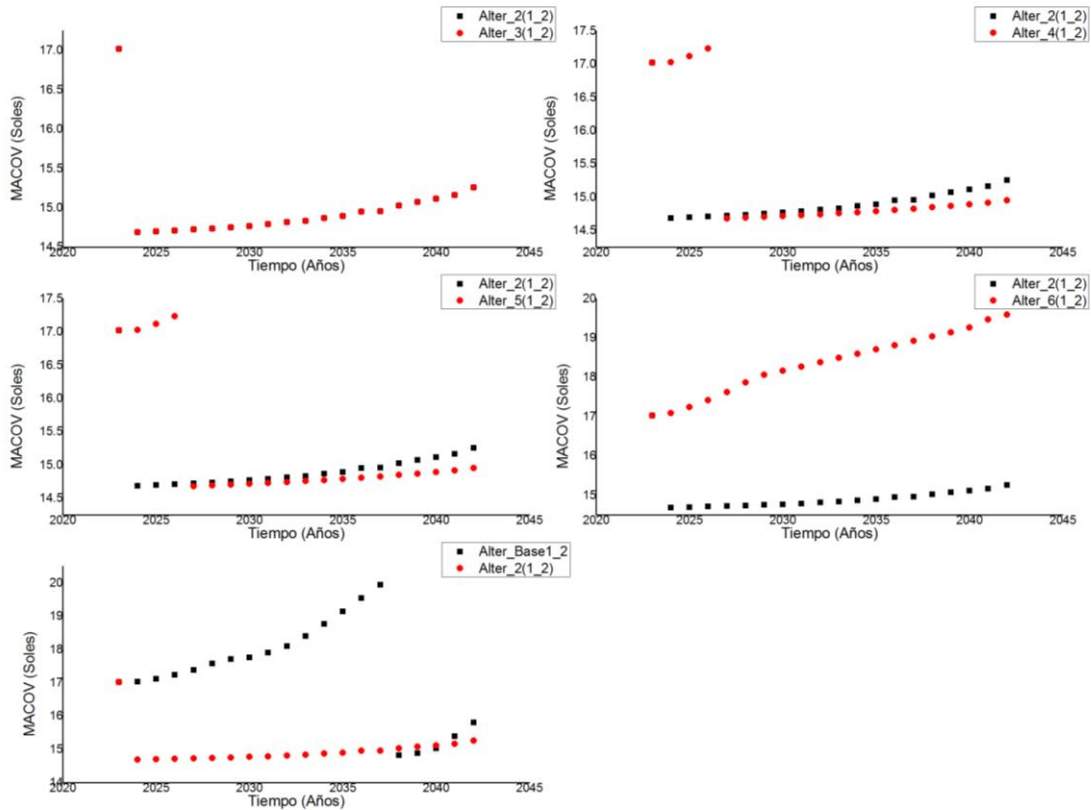 Alter_2(1_2)
Alter_3(1_2)
MACOV (Soles)
17.0
16.5
16.0
15.5
15.0
14.5
2020 2025 2030 2035 2040 2045
Tiempo (Años)
Alter_2(1_2)
Alter_4(1_2)
MACOV (Soles)
17.5
17.0
16.5
16.0
15.5
15.0
14.5
2020 2025 2030 2035 2040 2045
Tiempo (Años)
Alter_2(1_2)
Alter_5(1_2)
MACOV (Soles)
17.5
17.0
16.5
16.0
15.5
15.0
14.5
2020 2025 2030 2035 2040 2045
Tiempo (Años)
Alter_2(1_2)
Alter_6(1_2)
MACOV (Soles)
20
19
18
17
16
15
2020 2025 2030 2035 2040 2045
Tiempo (Años)
Alter_Base1_2
Alter_2(1_2)
MACOV (Soles)
20
19
18
17
16
15
14
2020 2025 2030 2035 2040 2045
Tiempo (Años)